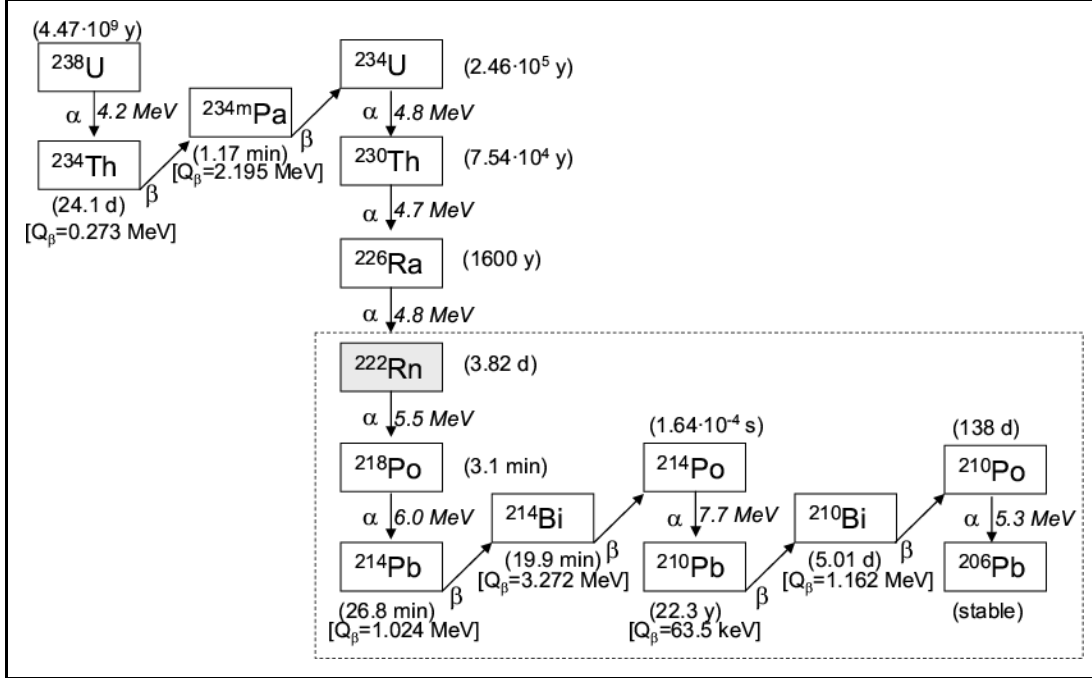 (4.47·10⁹ y)
²³⁸U
²³⁴U
(2.46·10⁵ y)
α 4.2 MeV
²³⁴ᵐPa
α 4.8 MeV
β
²³⁴Th
(1.17 min)
[Qβ=2.195 MeV]
²³⁰Th
(7.54·10⁴ y)
β
(24.1 d)
[Qβ=0.273 MeV]
α 4.7 MeV
²²⁶Ra
(1600 y)
α 4.8 MeV
²²²Rn
(3.82 d)
α 5.5 MeV
(1.64·10⁻⁴ s)
(138 d)
²¹⁸Po
(3.1 min)
²¹⁴Po
²¹⁰Po
α 6.0 MeV
²¹⁴Bi
α 7.7 MeV
²¹⁰Bi
α 5.3 MeV
²¹⁴Pb
(19.9 min)
β
[Qβ=3.272 MeV]
²¹⁰Pb
(5.01 d)
β
[Qβ=1.162 MeV]
²⁰⁶Pb
β
β
(26.8 min)
[Qβ=1.024 MeV]
(22.3 y)
[Qβ=63.5 keV]
(stable)